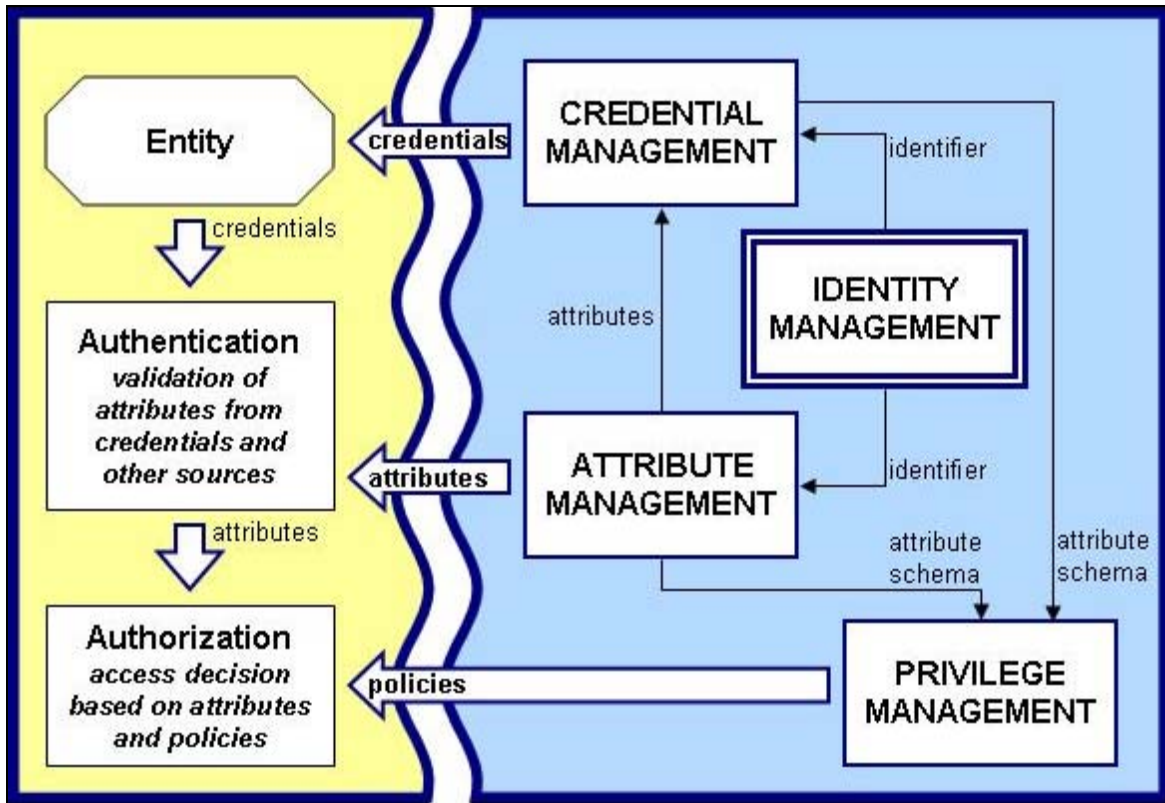 Entity
credentials
CREDENTIAL
MANAGEMENT
identifier
credentials
IDENTITY
MANAGEMENT
attributes
Authentication
validation of
attributes from
credentials and
other sources
attributes
ATTRIBUTE
MANAGEMENT
identifier
attributes
attribute
schema
attribute
schema
Authorization
access decision
based on attributes
and policies
policies
PRIVILEGE
MANAGEMENT